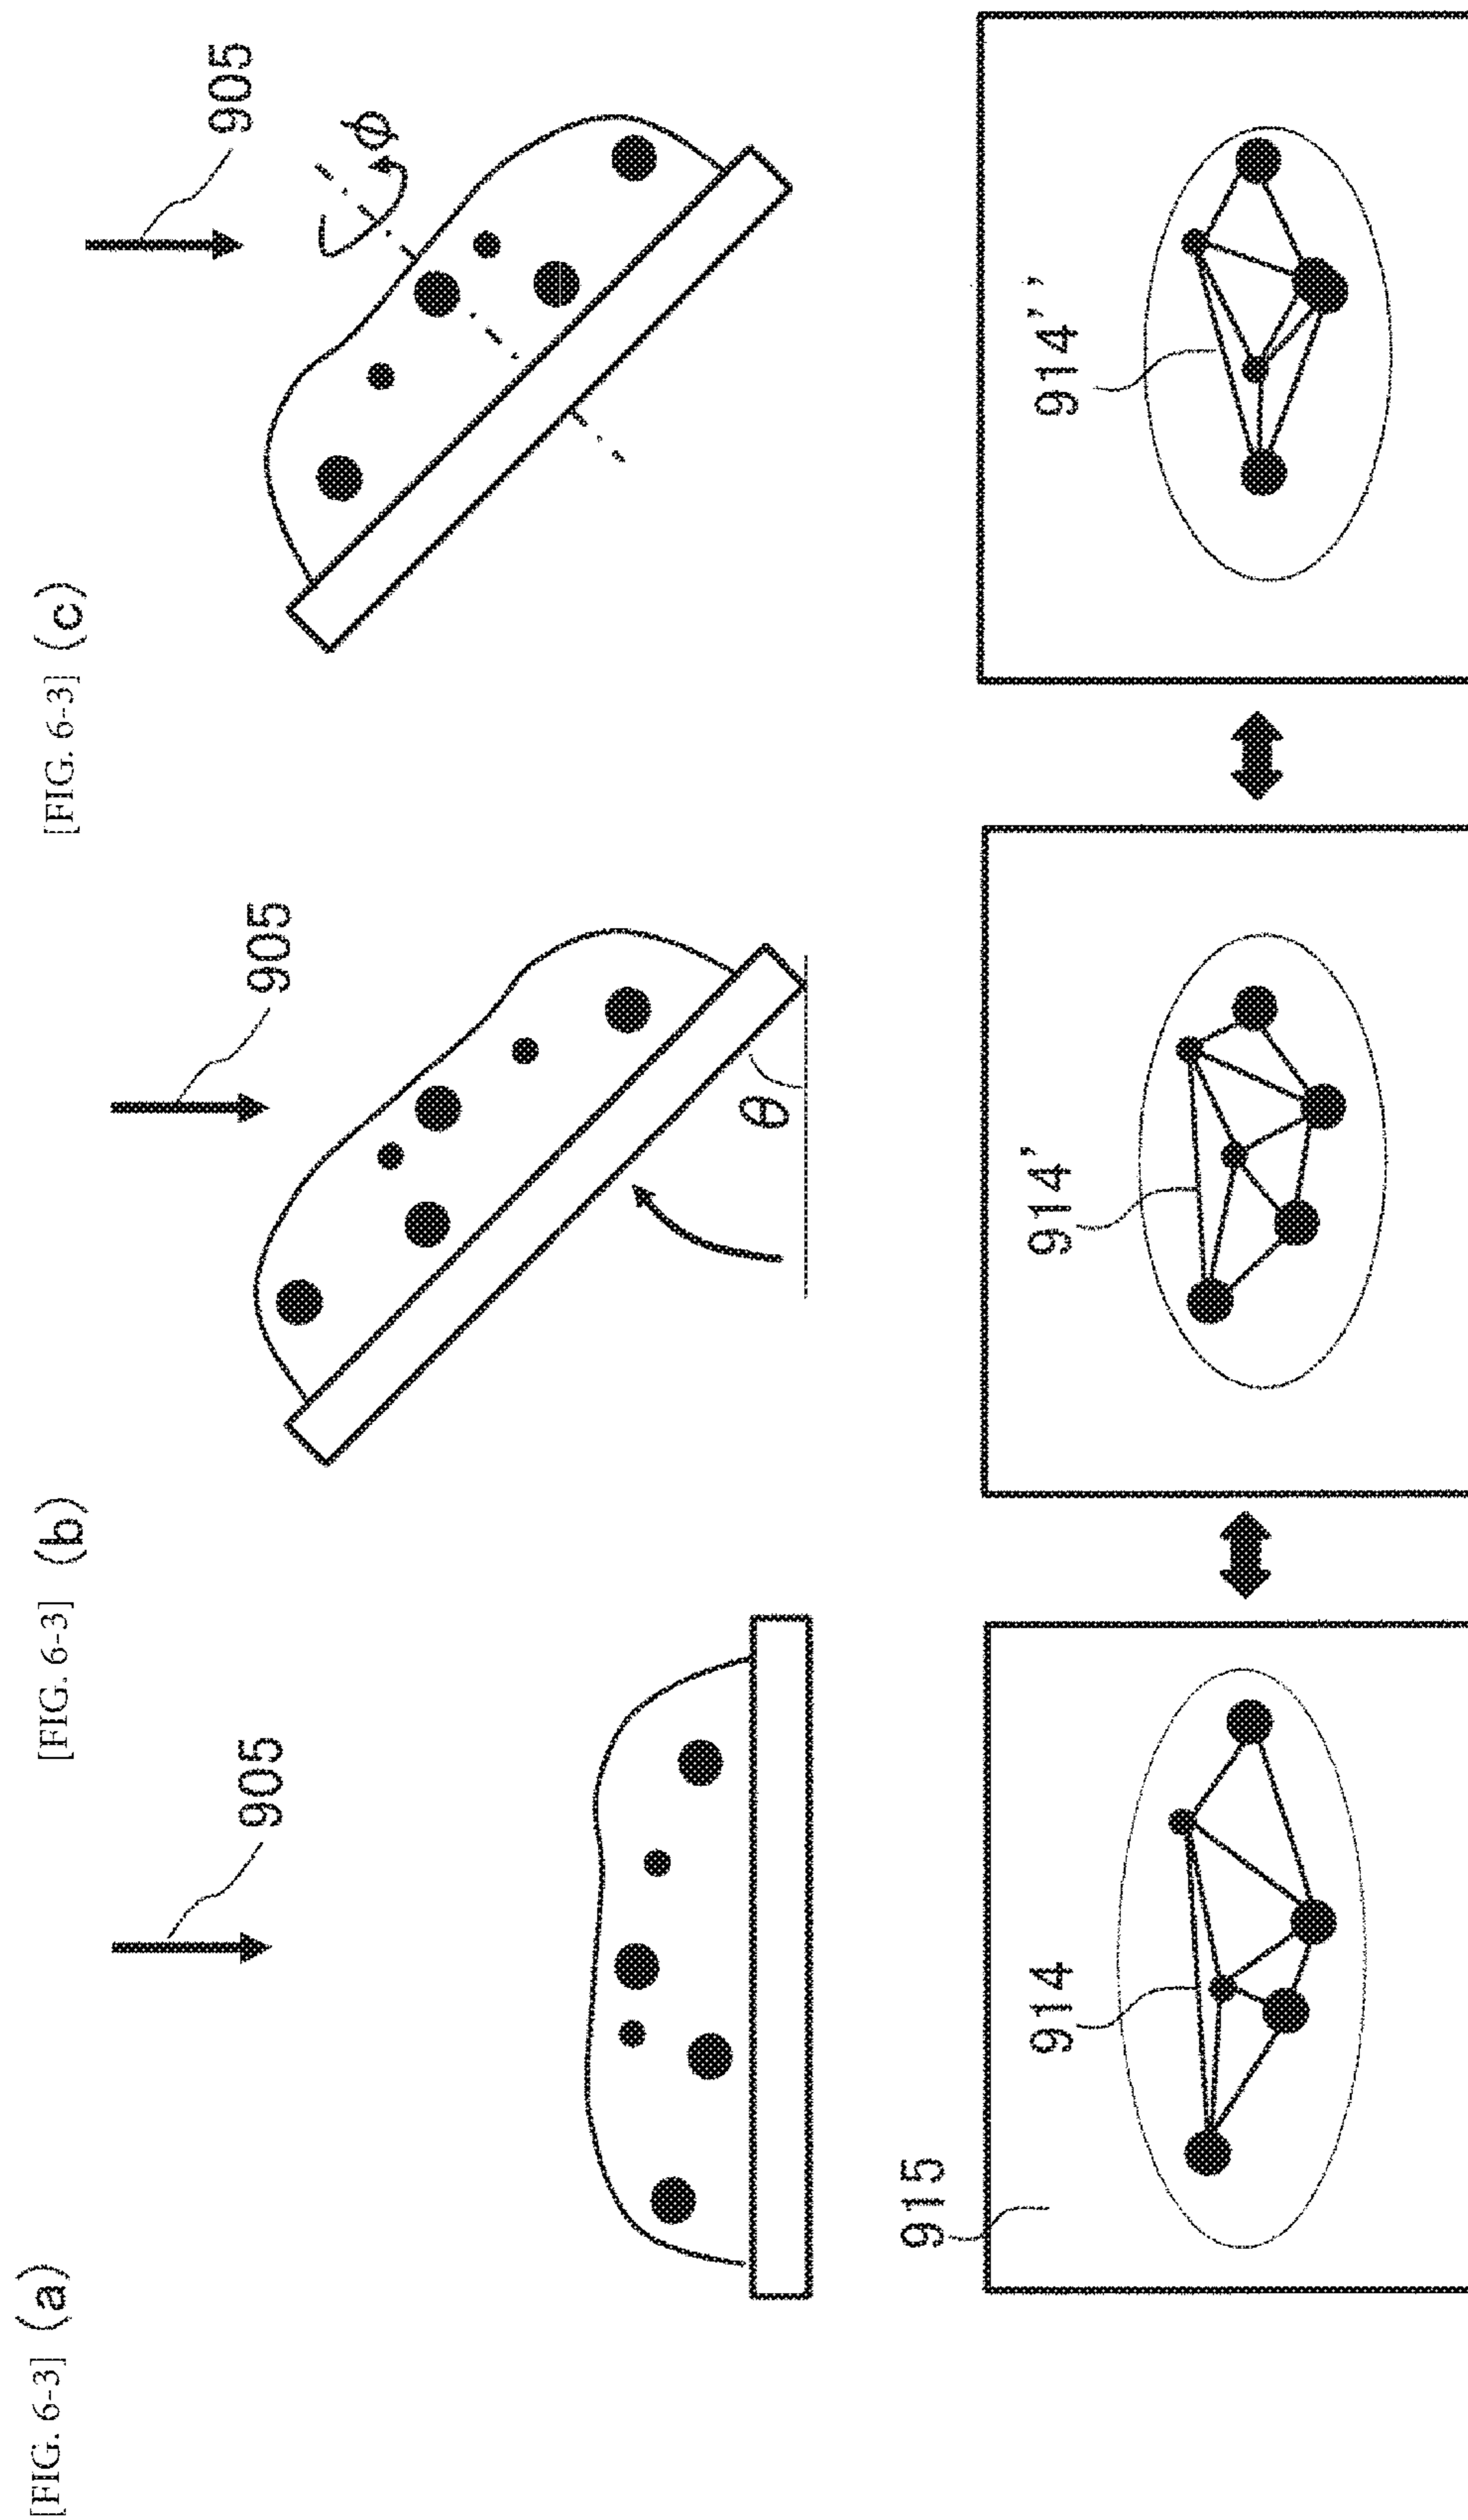 [FIG. 6-3] (a)
905
915
914
[FIG. 6-3] (b)
905
θ
914'
[FIG. 6-3] (c)
905
ϕ
914''